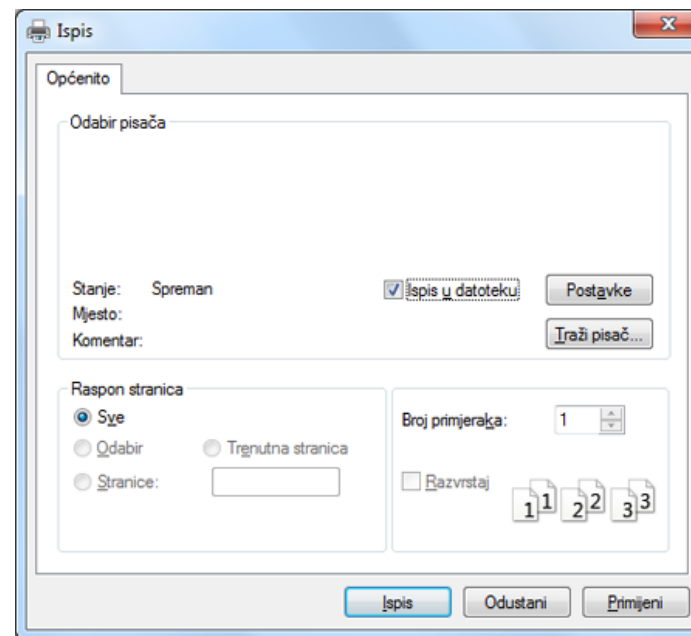 Ispis
Općenito
Odabir pisača
Stanje: Spreman
Ispis u datoteku
Postavke
Mjesto:
Komentar:
Traži pisač...
Raspon stranica
Sve
Odabir Trenutna stranica
Stranice:
Broj primjeraka: 1
Razvrstaj
1 1 2 2 3 3
Ispis Odustani Primijeni